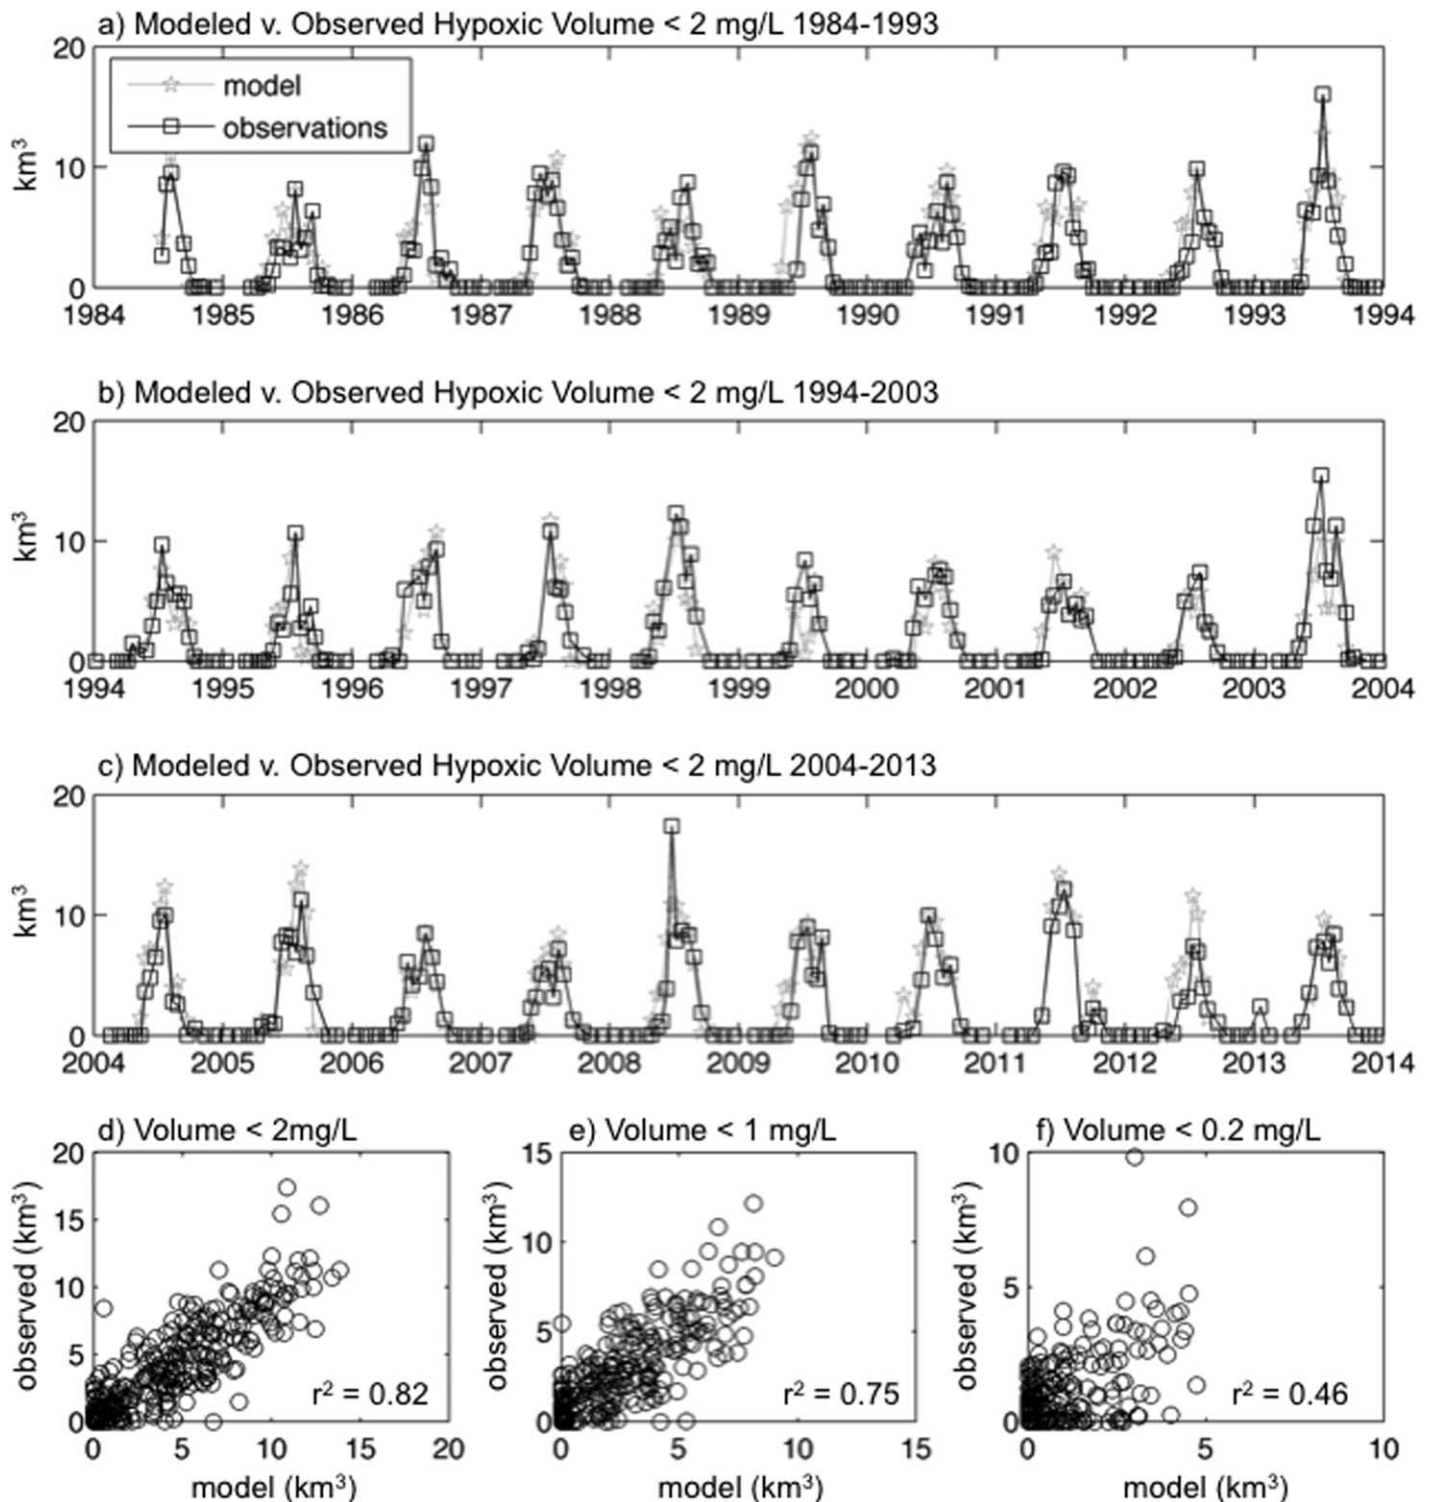 a) Modeled v. Observed Hypoxic Volume < 2 mg/L 1984-1993
20
10
0
km³
model
observations
1984 1985 1986 1987 1988 1989 1990 1991 1992 1993 1994
b) Modeled v. Observed Hypoxic Volume < 2 mg/L 1994-2003
20
10
0
km³
1994 1995 1996 1997 1998 1999 2000 2001 2002 2003 2004
c) Modeled v. Observed Hypoxic Volume < 2 mg/L 2004-2013
20
10
0
km³
2004 2005 2006 2007 2008 2009 2010 2011 2012 2013 2014
d) Volume < 2mg/L
20
15
10
5
0
observed (km³)
r² = 0.82
0 5 10 15 20
model (km³)
e) Volume < 1 mg/L
15
10
5
0
observed (km³)
r² = 0.75
0 5 10 15
model (km³)
f) Volume < 0.2 mg/L
10
5
0
observed (km³)
r² = 0.46
0 5 10
model (km³)